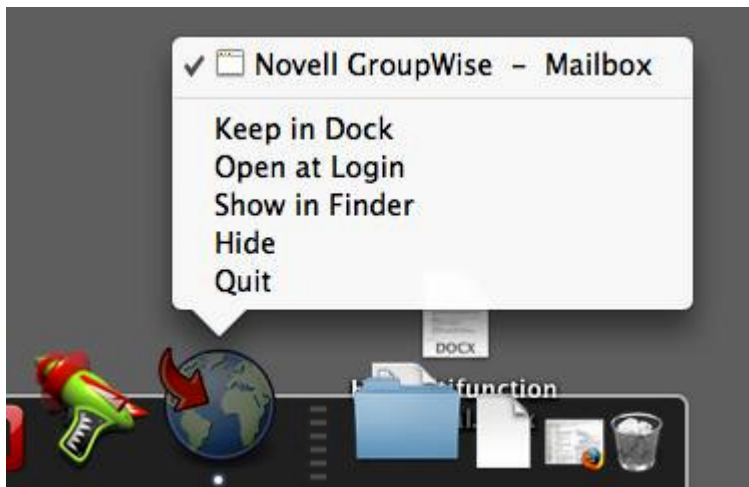 ✓ Novell GroupWise – Mailbox
Keep in Dock
Open at Login
Show in Finder
Hide
Quit
DOCX